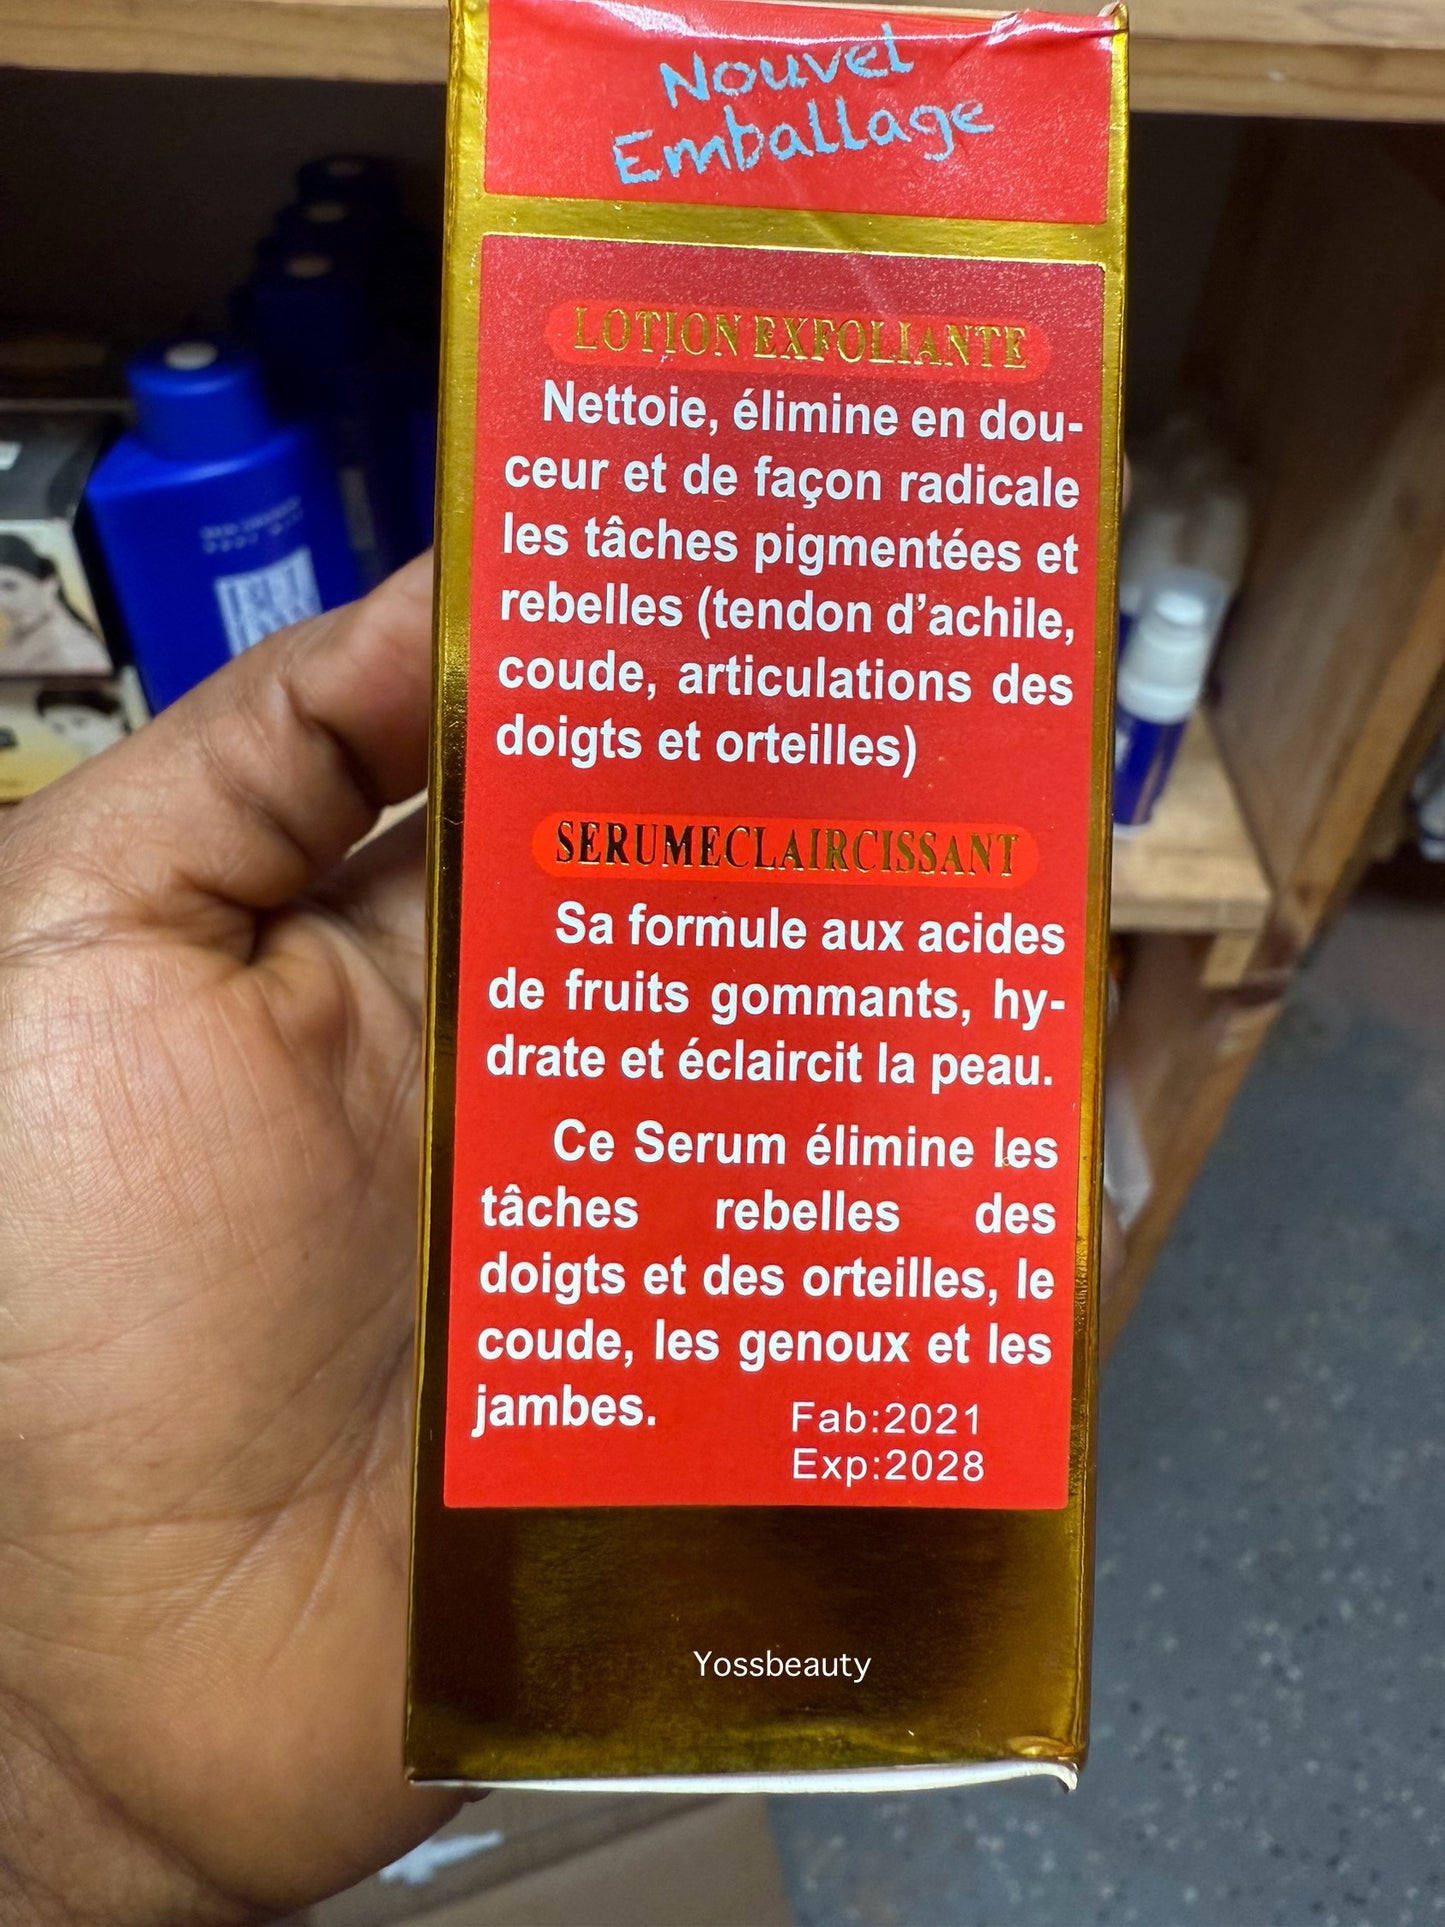 Nouvel
Emballage
LOTION EXFOLIANTE
Nettoie, élimine en dou-
ceur et de façon radicale
les tâches pigmentées et
rebelles (tendon d’achile,
coude, articulations des
doigts et orteilles)
SERUMECLAIRCISSANT
Sa formule aux acides
de fruits gommants, hy-
drate et éclaircit la peau.
Ce Serum élimine les
tâches rebelles des
doigts et des orteilles, le
coude, les genoux et les
jambes.
Fab:2021
Exp:2028
Yossbeauty